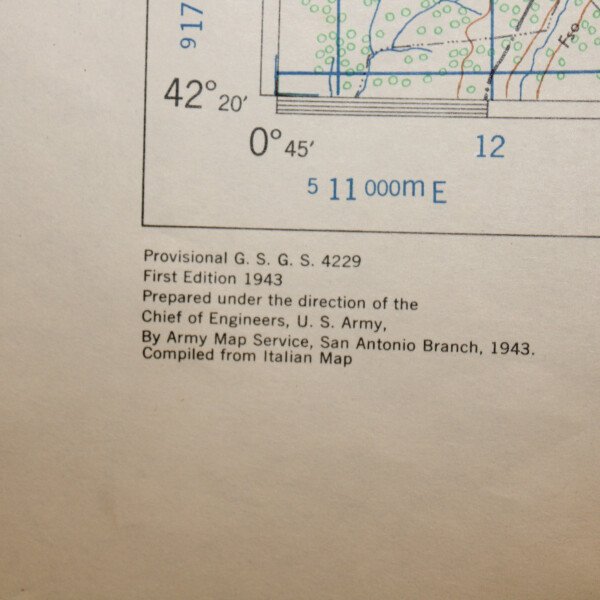 917
Fso
42° 20'
0° 45'
12
5 11 000m E
Provisional G. S. G. S. 4229
First Edition 1943
Prepared under the direction of the
Chief of Engineers, U. S. Army,
By Army Map Service, San Antonio Branch, 1943.
Compiled from Italian Map